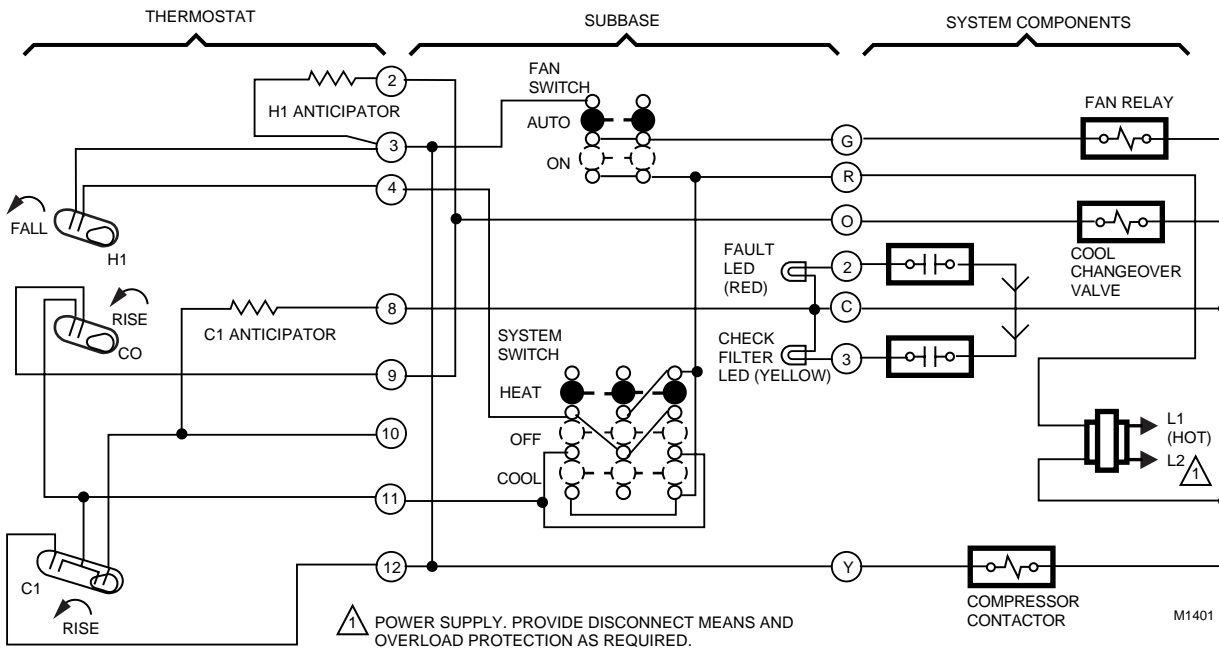 THERMOSTAT
SUBBASE
SYSTEM COMPONENTS
2
H1 ANTICIPATOR
3
4
FALL
H1
RISE
CO
C1 ANTICIPATOR
8
9
10
11
C1
RISE
12
FAN
SWITCH
AUTO
ON
G
R
O
FAULT
LED
(RED)
2
C
CHECK
FILTER
LED (YELLOW)
3
SYSTEM
SWITCH
HEAT
OFF
COOL
Y
FAN RELAY
COOL
CHANGEOVER
VALVE
L1
(HOT)
L2
1
COMPRESSOR
CONTACTOR
1 POWER SUPPLY. PROVIDE DISCONNECT MEANS AND
OVERLOAD PROTECTION AS REQUIRED.
M1401